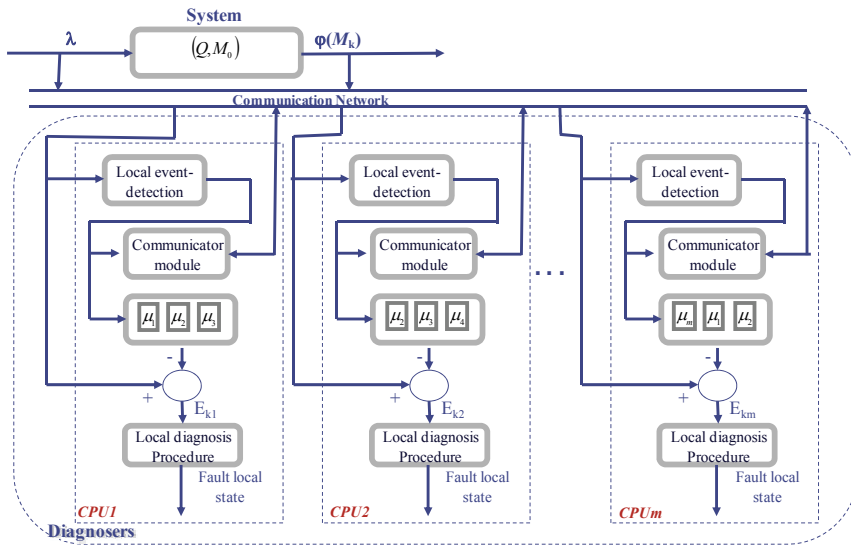 System
λ
(Q, M₀)
φ(Mₖ)
Communication Network
Local event-
detection
Communicator
module
μ₁ μ₂ μ₃
-
+
Eₖ₁
Local diagnosis
Procedure
Fault local
state
CPU1
Local event-
detection
Communicator
module
μ₂ μ₃ μ₄
-
+
Eₖ₂
Local diagnosis
Procedure
Fault local
state
CPU2
...
Local event-
detection
Communicator
module
μₘ μ₁ μ₂
-
+
Eₖₘ
Local diagnosis
Procedure
Fault local
state
CPUm
Diagnosers